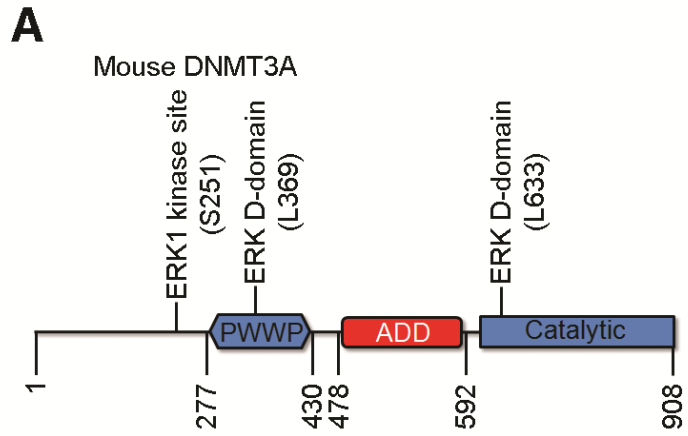 A
Mouse DNMT3A
ERK1 kinase site
(S251)
ERK D-domain
(L369)
ERK D-domain
(L633)
PWWP
ADD
Catalytic
1
277
430
478
592
908